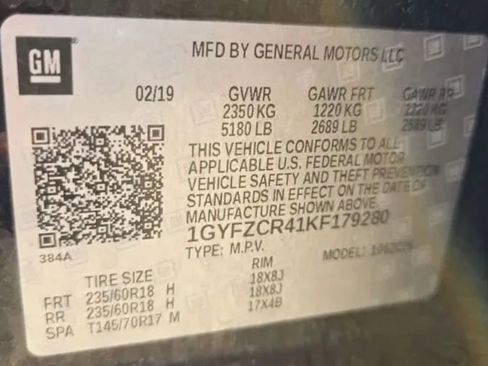 GM
MFD BY GENERAL MOTORS LLC
02/19 GVWR GAWR FRT GAWR RR
2350 KG 1220 KG 1220 KG
5180 LB 2689 LB 2689 LB
THIS VEHICLE CONFORMS TO ALL
APPLICABLE U.S. FEDERAL MOTOR
VEHICLE SAFETY AND THEFT PREVENTION
STANDARDS IN EFFECT ON THE DATE OF
MANUFACTURE SHOWN ABOVE.
1GYFZCR41KF179280
384A TYPE: M.P.V. MODEL:
TIRE SIZE RIM
FRT 235/60R18 H 18X8J
RR 235/60R18 H 18X8J
SPA T145/70R17 M 17X4B